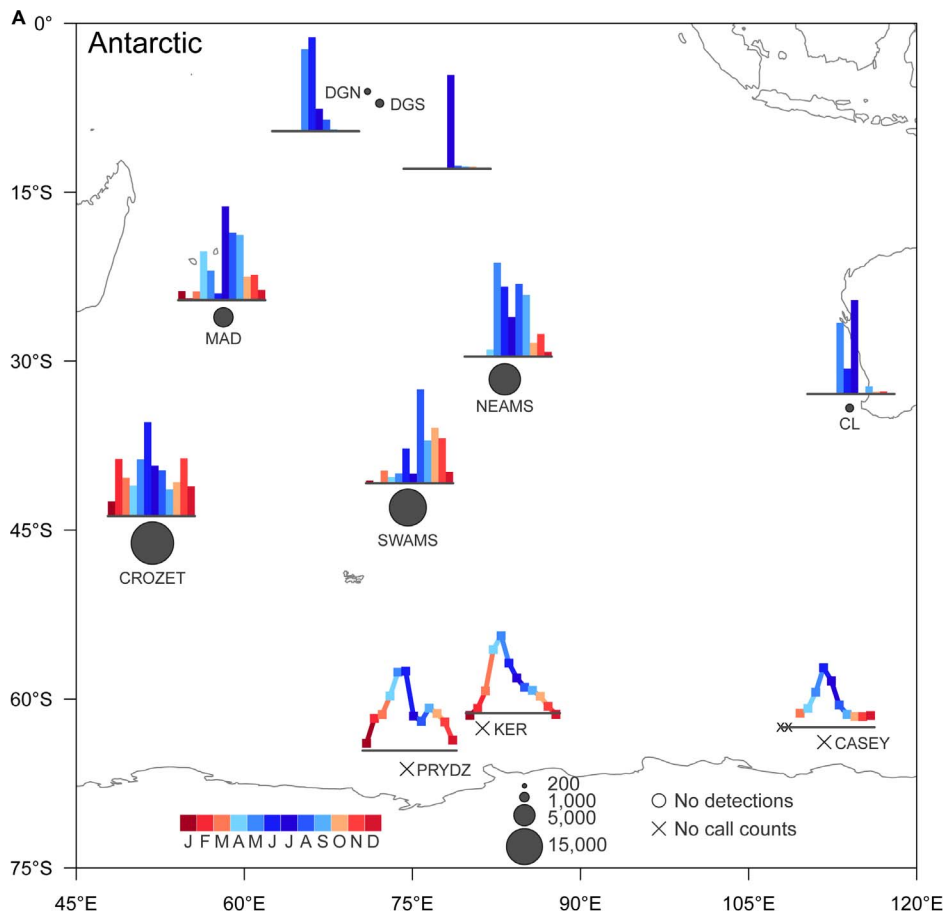 A
0°
Antarctic
DGN
DGS
15°S
MAD
30°S
NEAMS
CL
SWAMS
45°S
CROZET
60°S
KER
CASEY
PRYDZ
200
1,000
5,000
15,000
No detections
No call counts
J F M A M J J A S O N D
75°S
45°E 60°E 75°E 90°E 105°E 120°E